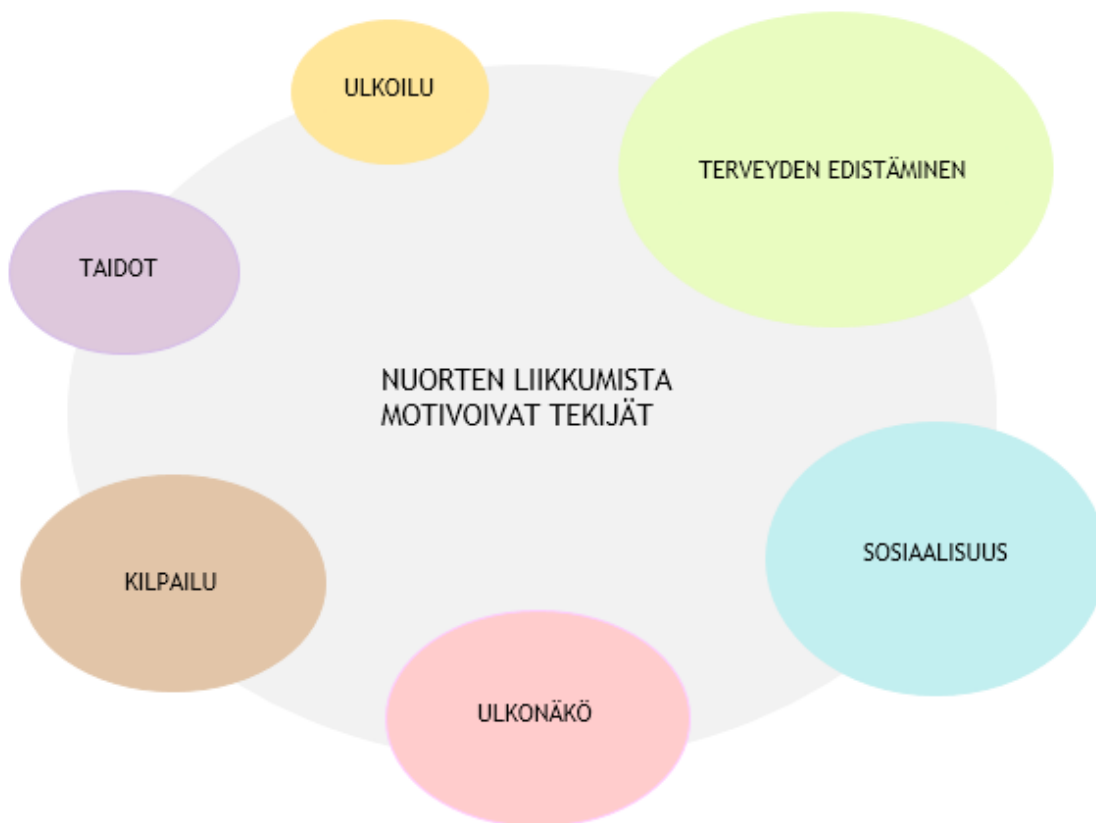 ULKOILU
TERVEYDEN EDISTÄMINEN
TAIDOT
NUORTEN LIIKKUMISTA
MOTIVOIVAT TEKIJÄT
SOSIAALISUUS
KILPAILU
ULKONÄKÖ